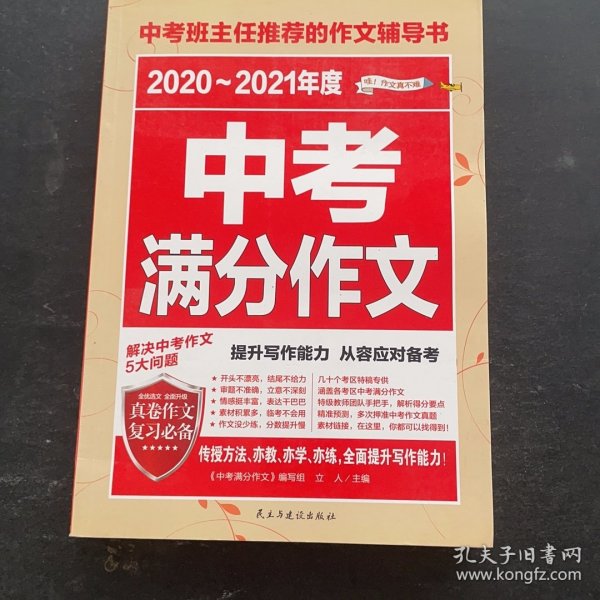 中考班主任推荐的作文辅导书
2020~2021年度
哇！作文真不难
中考
满分作文
解决中考作文
5大问题
提升写作能力 从容应对备考
★ 开头不漂亮，结尾不给力
★ 审题不准确，立意不深刻
★ 情感挺丰富，表达干巴巴
★ 素材积累多，临考不会用
★ 作文没少练，分数提升慢
几十个考区特稿专供
涵盖各考区中考满分作文
特级教师团队手把手，解析得分要点
精准预测，多次押准中考作文真题
素材链接，在这里，你都可以找得到！
全优选文 全面升级
真卷作文
复习必备
★★★★★
传授方法、亦教、亦学、亦练，全面提升写作能力！
《中考满分作文》编写组 立 人／主编
民主与建设出版社
孔夫子旧书网
www.kongfz.com